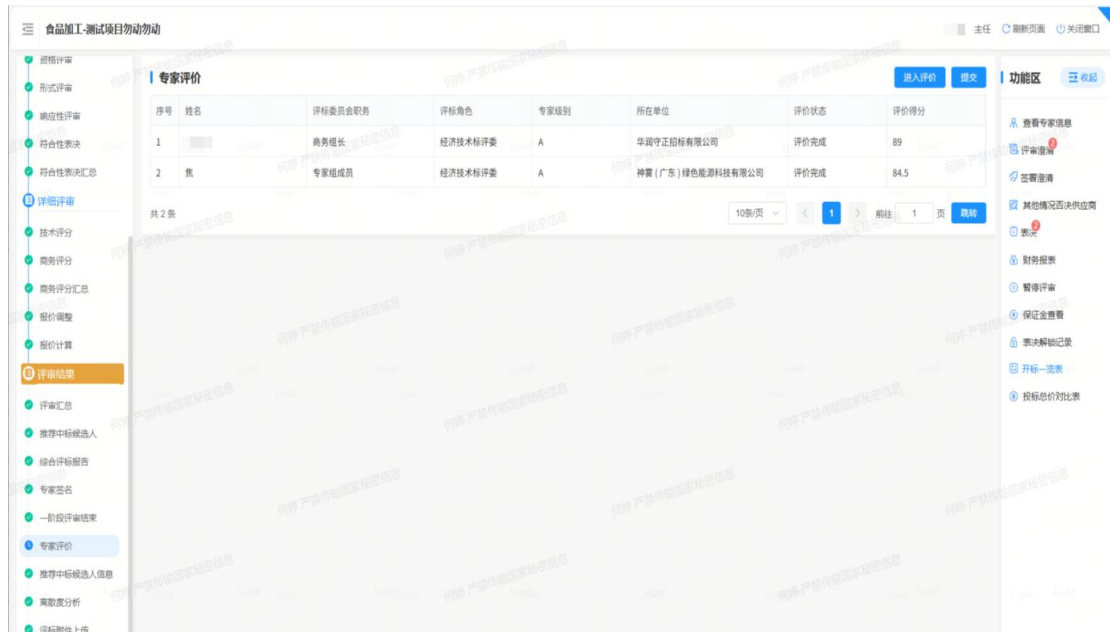 食品加工-测试项目勿动勿动
主任 刷新页面 关闭窗口
资格评审
形式评审
响应性评审
符合性表决
符合性表决汇总
详细评审
技术评分
商务评分
商务评分汇总
报价调整
报价计算
评审结果
评审汇总
推荐中标候选人
综合评标报告
专家签名
一阶段评审结束
专家评价
推荐中标候选人信息
离散度分析
评标附件上传
专家评价 进入评价 提交
序号 姓名 评标委员会职务 评标角色 专家级别 所在单位 评价状态 评价得分
1 商务组长 经济技术标评委 A 华润守正招标有限公司 评价完成 89
2 焦 专家组成员 经济技术标评委 A 神雾(广东)绿色能源科技有限公司 评价完成 84.5
共 2 条 10条/页 1 前往 1 页 跳转
功能区 收起
查看专家信息
评审澄清 2
签署澄清
其他情况否决供应商
表决 2
财务报表
暂停评审
保证金查看
表决解锁记录
开标一览表
投标总价对比表
何婷 严禁传输国家秘密信息